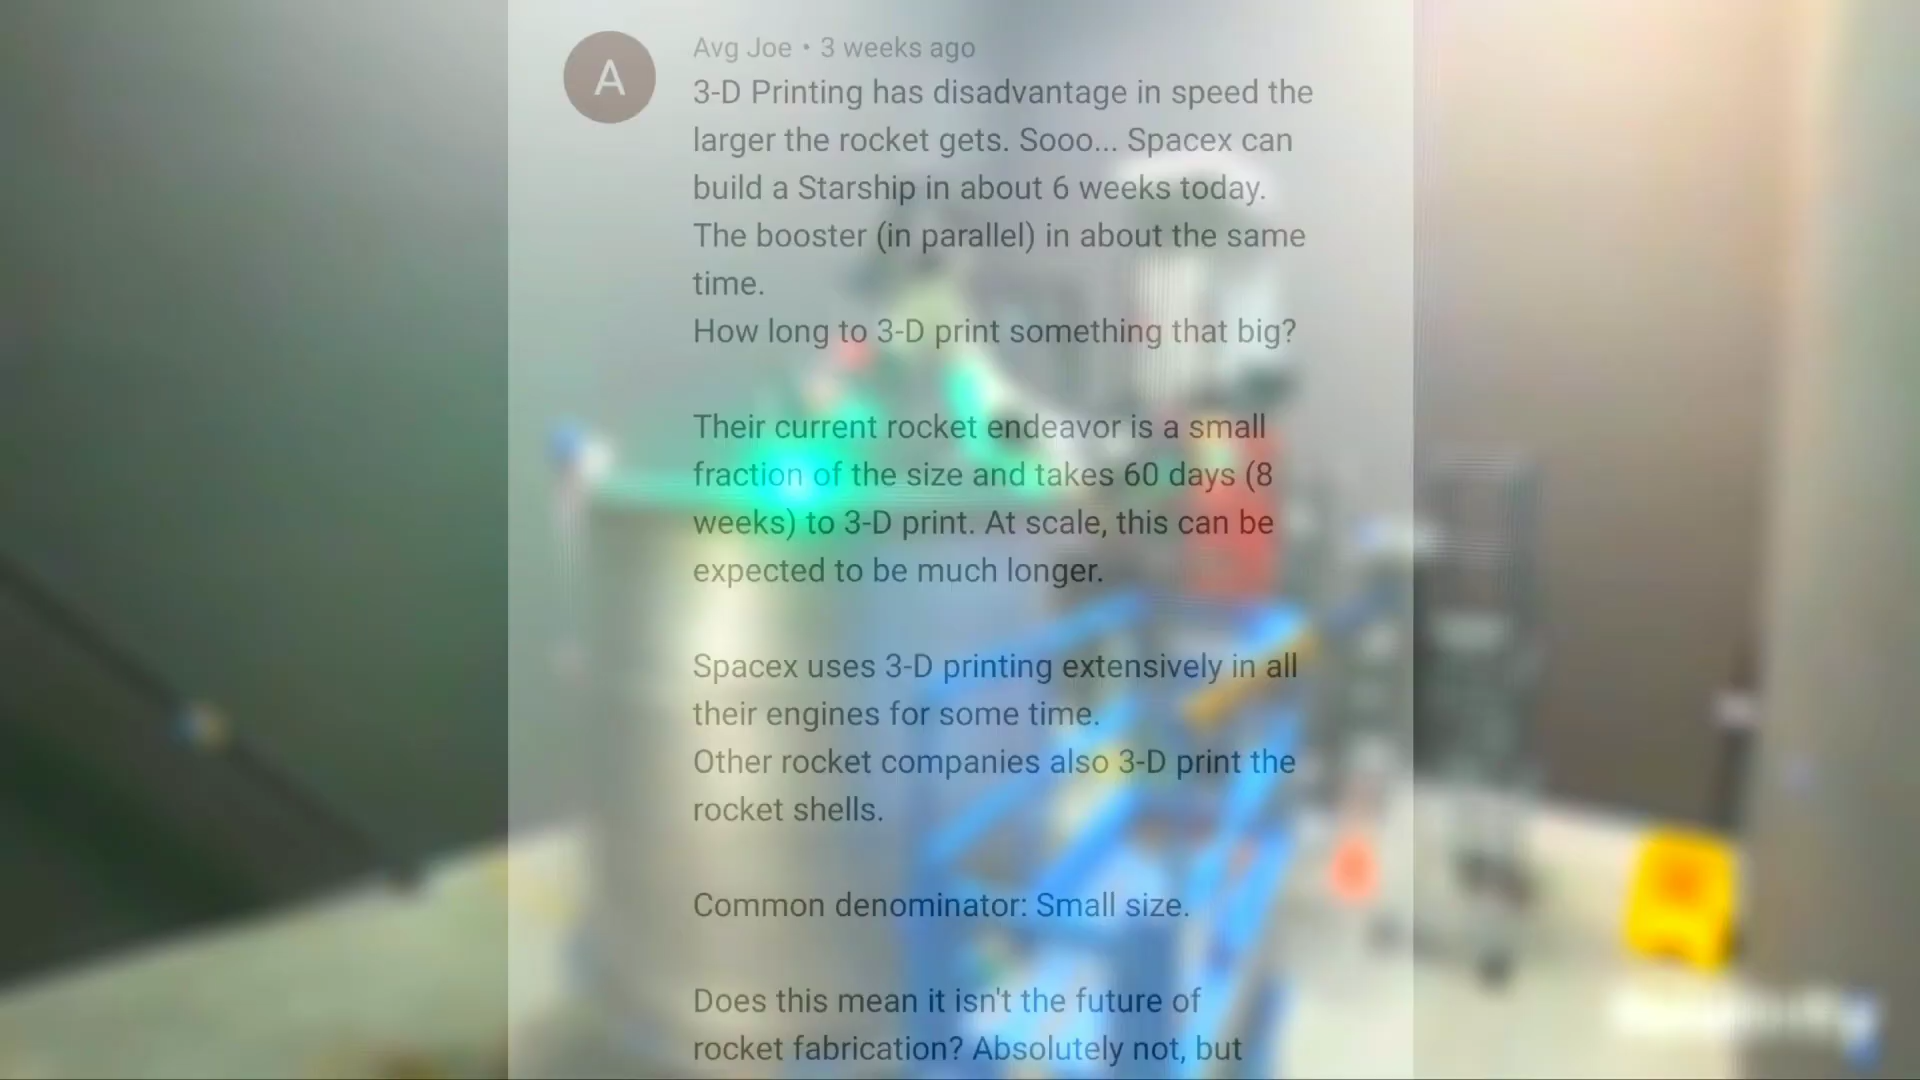 A
Avg Joe • 3 weeks ago
3-D Printing has disadvantage in speed the
larger the rocket gets. Sooo... Spacex can
build a Starship in about 6 weeks today.
The booster (in parallel) in about the same
time.
How long to 3-D print something that big?
Their current rocket endeavor is a small
fraction of the size and takes 60 days (8
weeks) to 3-D print. At scale, this can be
expected to be much longer.
Spacex uses 3-D printing extensively in all
their engines for some time.
Other rocket companies also 3-D print the
rocket shells.
Common denominator: Small size.
Does this mean it isn't the future of
rocket fabrication? Absolutely not, but